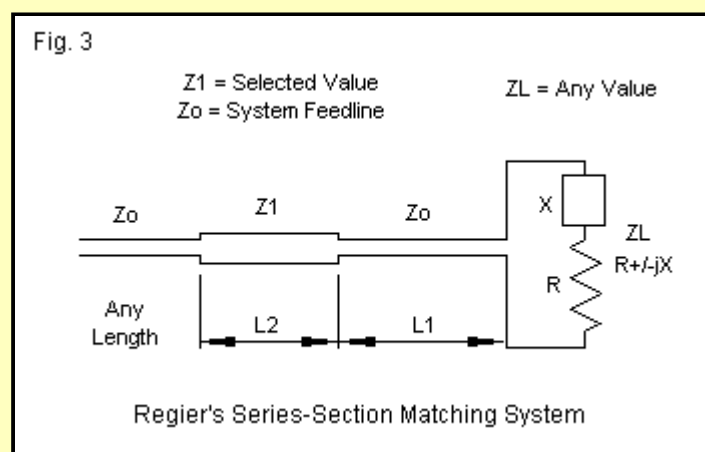 Fig. 3
Z1 = Selected Value
Zo = System Feedline
ZL = Any Value
Zo
Z1
Zo
X
ZL
R+/-jX
R
Any
Length
L2
L1
Regier's Series-Section Matching System